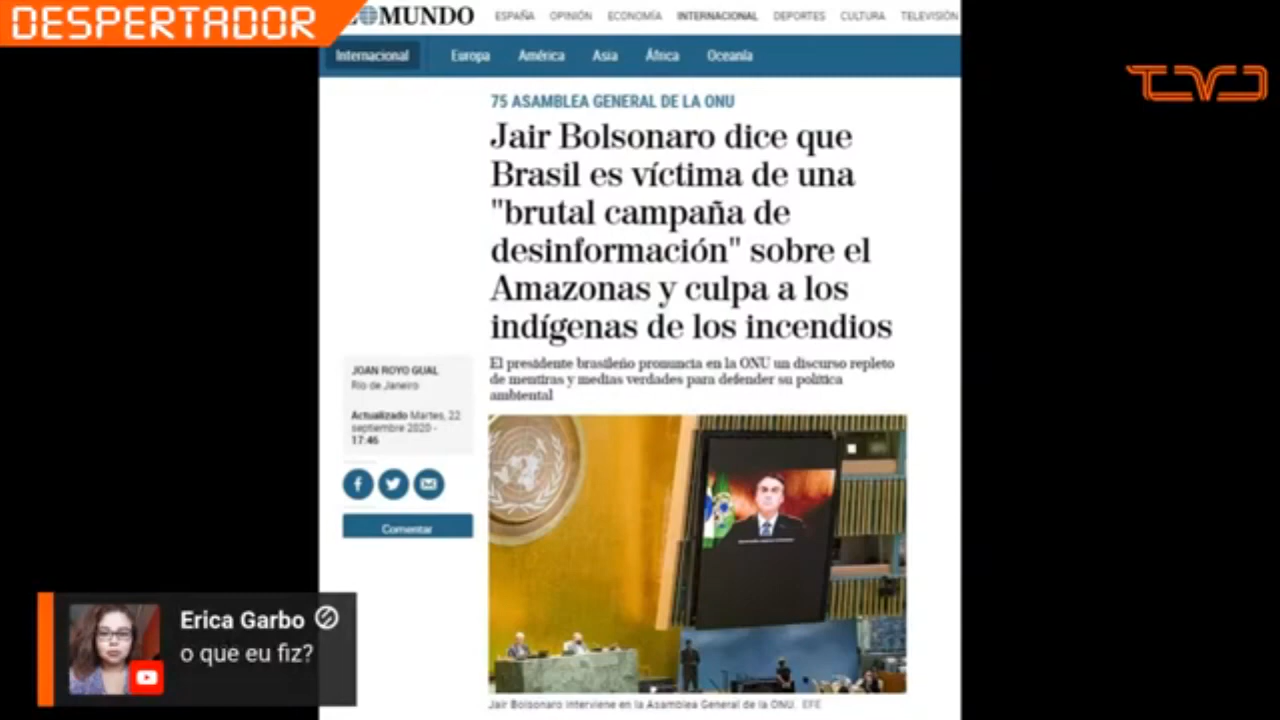 DESPERTADOR
MUNDO
ESPAÑA OPINIÓN ECONOMÍA INTERNACIONAL DEPORTES CULTURA TELEVISIÓN
Internacional Europa América Asia África Oceanía
TVD
75 ASAMBLEA GENERAL DE LA ONU
Jair Bolsonaro dice que
Brasil es víctima de una
"brutal campaña de
desinformación" sobre el
Amazonas y culpa a los
indígenas de los incendios
El presidente brasileño pronuncia en la ONU un discurso repleto
de mentiras y medias verdades para defender su política
ambiental
JOAN ROYO GUAL
Río de Janeiro
Actualizado Martes, 22
septiembre 2020 -
17:46
Comentar
Jair Bolsonaro interviene en la Asamblea General de la ONU. EFE
Erica Garbo
o que eu fiz?